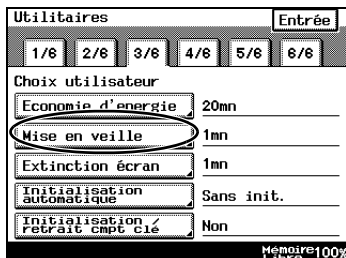 Utilitaires
Entrée
1/6 2/6 3/6 4/6 5/6 6/6
Choix utilisateur
Economie d'energie 20mn
Mise en veille 1mn
Extinction écran 1mn
Initialisation
automatique
Sans init.
Initialisation /
retrait cmpt clé
Non
Mémoire
Libre
100%